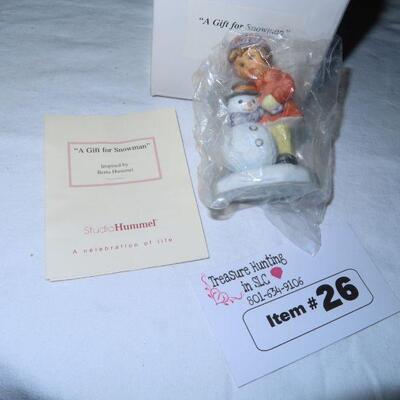 "A Gift for Snowman"
"A Gift for Snowman"
Inspired by
Berta Hummel
StudioHummel
A celebration of life
Treasure Hunting
in SLC
801-634-9106
Item # 26